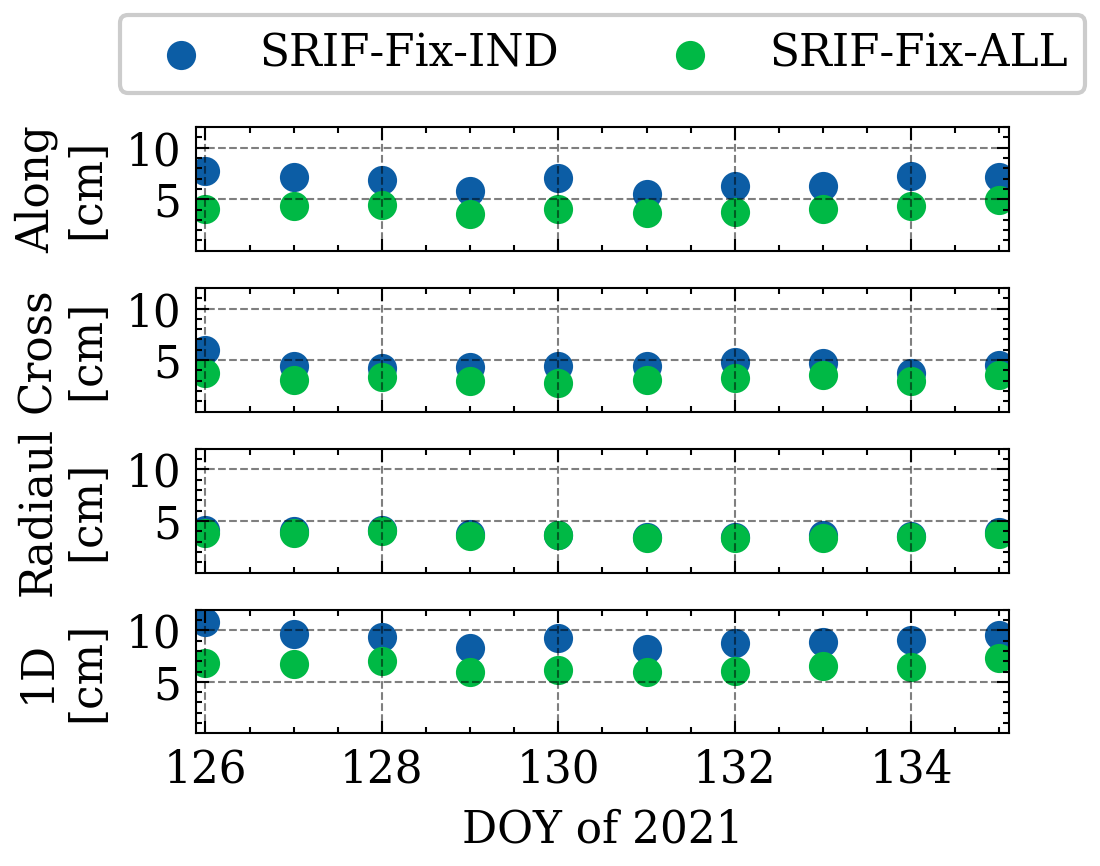 SRIF-Fix-IND SRIF-Fix-ALL
Along
[cm]
10
5
Cross
[cm]
10
5
Radiaul
[cm]
10
5
1D
[cm]
10
5
126 128 130 132 134
DOY of 2021